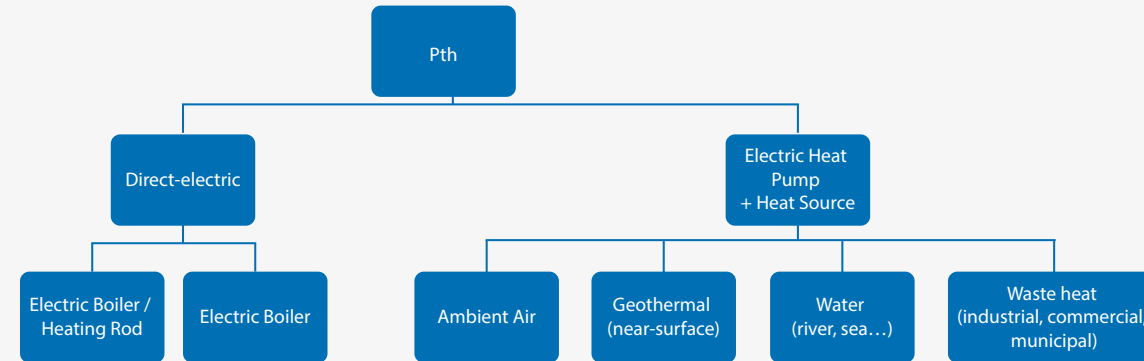 Pth
Direct-electric
Electric Heat
Pump
+ Heat Source
Electric Boiler /
Heating Rod
Electric Boiler
Ambient Air
Geothermal
(near-surface)
Water
(river, sea…)
Waste heat
(industrial, commercial,
municipal)